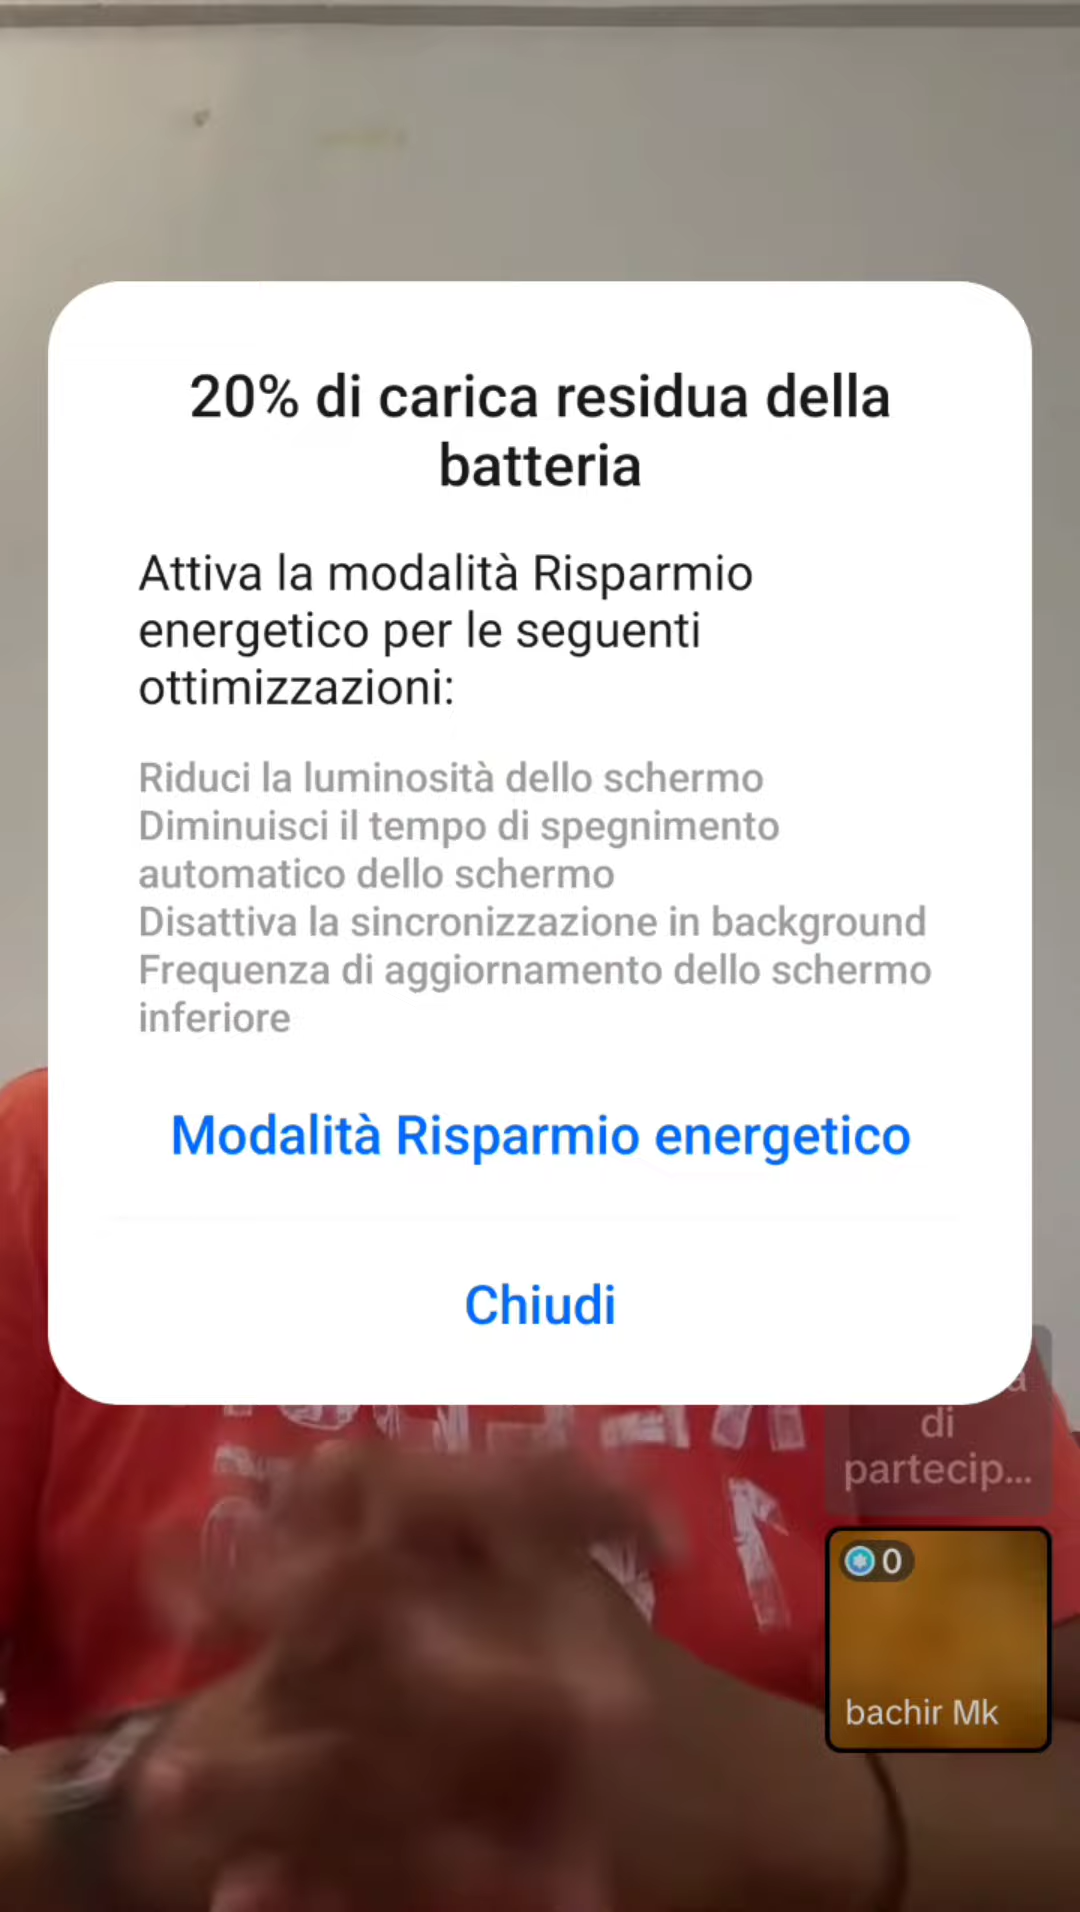 20% di carica residua della
batteria
Attiva la modalità Risparmio
energetico per le seguenti
ottimizzazioni:
Riduci la luminosità dello schermo
Diminuisci il tempo di spegnimento
automatico dello schermo
Disattiva la sincronizzazione in background
Frequenza di aggiornamento dello schermo
inferiore
Modalità Risparmio energetico
Chiudi
di
partecip...
0
bachir Mk